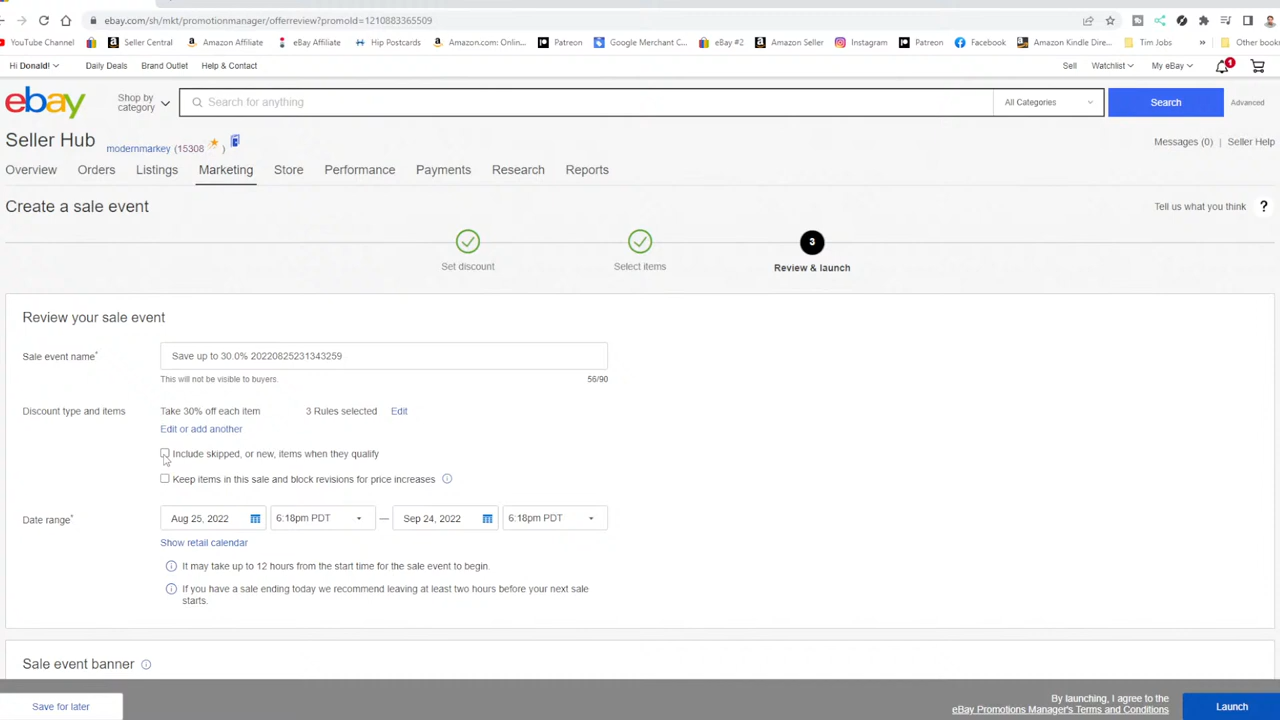 ebay.com/sh/mkt/promotionmanager/offerreview?promoId=1210883365509
YouTube Channel Seller Central Amazon Affiliate eBay Affiliate Hip Postcards Amazon.com: Onlin... Patreon Google Merchant C... eBay #2 Amazon Seller Instagram Patreon Facebook Amazon Kindle Dire... Tim Jobs » Other book
Hi Donald! Daily Deals Brand Outlet Help & Contact Sell Watchlist My eBay 1
ebay Shop by category Search for anything All Categories Search Advanced
Seller Hub modernmarkey (15308 ) Messages (0) Seller Help
Overview Orders Listings Marketing Store Performance Payments Research Reports
Create a sale event Tell us what you think ?
3
Set discount Select items Review & launch
Review your sale event
Sale event name* Save up to 30.0% 20220825231343259
This will not be visible to buyers. 56/90
Discount type and items Take 30% off each item 3 Rules selected Edit
Edit or add another
Include skipped, or new, items when they qualify
Keep items in this sale and block revisions for price increases
Date range* Aug 25, 2022 6:18pm PDT — Sep 24, 2022 6:18pm PDT
Show retail calendar
It may take up to 12 hours from the start time for the sale event to begin.
If you have a sale ending today we recommend leaving at least two hours before your next sale
starts.
Sale event banner
Save for later By launching, I agree to the
eBay Promotions Manager's Terms and Conditions Launch